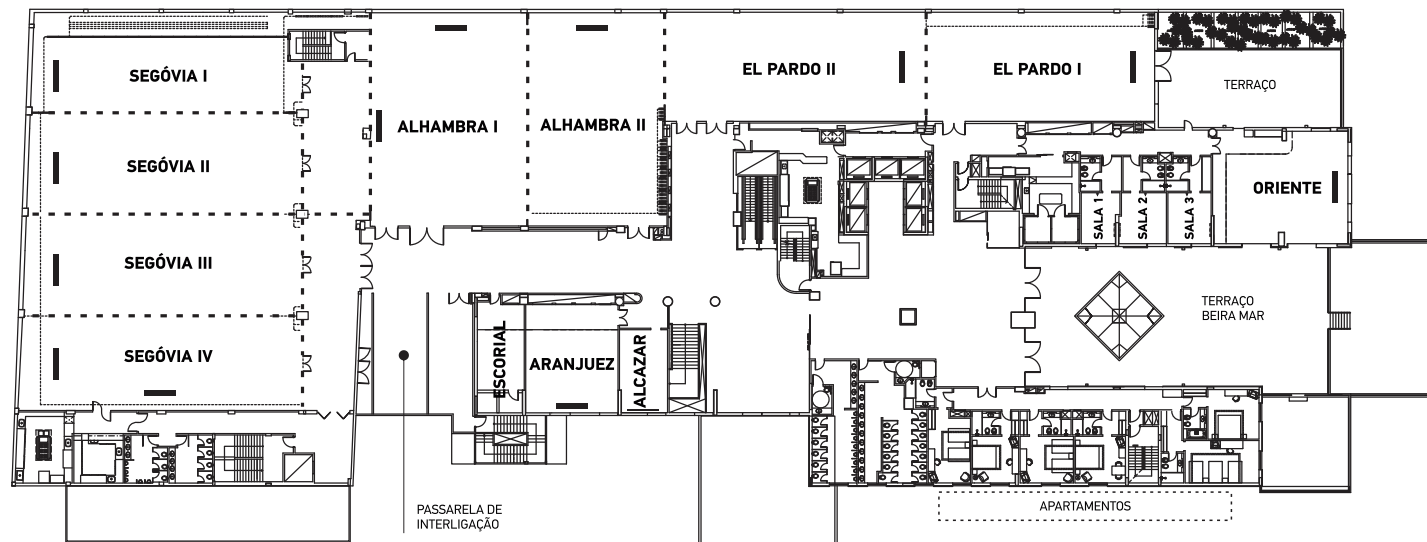 SEGÓVIA I
SEGÓVIA II
SEGÓVIA III
SEGÓVIA IV
ALHAMBRA I
ALHAMBRA II
EL PARDO II
EL PARDO I
TERRAÇO
ORIENTE
SALA 1
SALA 2
SALA 3
TERRAÇO
BEIRA MAR
ESCORIAL
ARANJUEZ
ALCAZAR
PASSARELA DE
INTERLIGAÇÃO
APARTAMENTOS